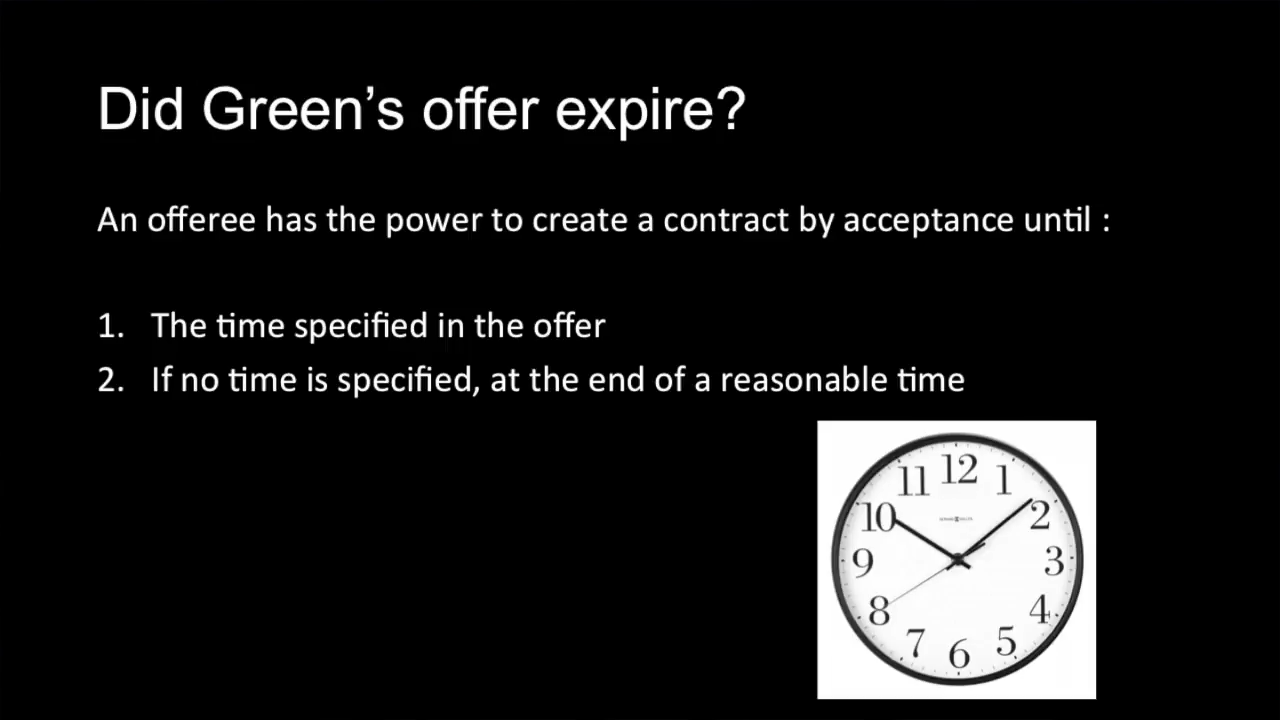 Did Green's offer expire?
An offeree has the power to create a contract by acceptance until :
1. The time specified in the offer
2. If no time is specified, at the end of a reasonable time
12
11 1
10 2
9 3
8 4
7 5
6